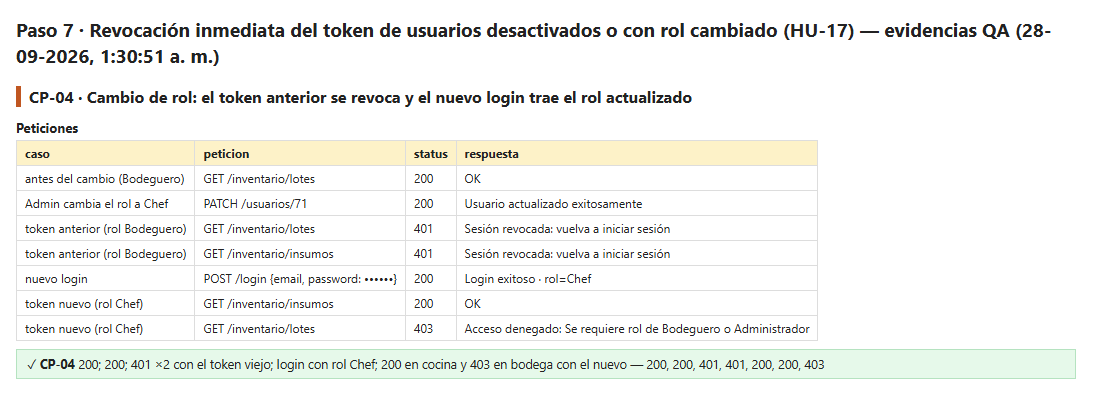 Paso 7 · Revocación inmediata del token de usuarios desactivados o con rol cambiado (HU-17) — evidencias QA (28-
09-2026, 1:30:51 a. m.)
CP-04 · Cambio de rol: el token anterior se revoca y el nuevo login trae el rol actualizado
Peticiones
caso peticion status respuesta
antes del cambio (Bodeguero) GET /inventario/lotes 200 OK
Admin cambia el rol a Chef PATCH /usuarios/71 200 Usuario actualizado exitosamente
token anterior (rol Bodeguero) GET /inventario/lotes 401 Sesión revocada: vuelva a iniciar sesión
token anterior (rol Bodeguero) GET /inventario/insumos 401 Sesión revocada: vuelva a iniciar sesión
nuevo login POST /login {email, password: ••••••} 200 Login exitoso · rol=Chef
token nuevo (rol Chef) GET /inventario/insumos 200 OK
token nuevo (rol Chef) GET /inventario/lotes 403 Acceso denegado: Se requiere rol de Bodeguero o Administrador
✓ CP-04 200; 200; 401 ×2 con el token viejo; login con rol Chef; 200 en cocina y 403 en bodega con el nuevo — 200, 200, 401, 401, 200, 200, 403